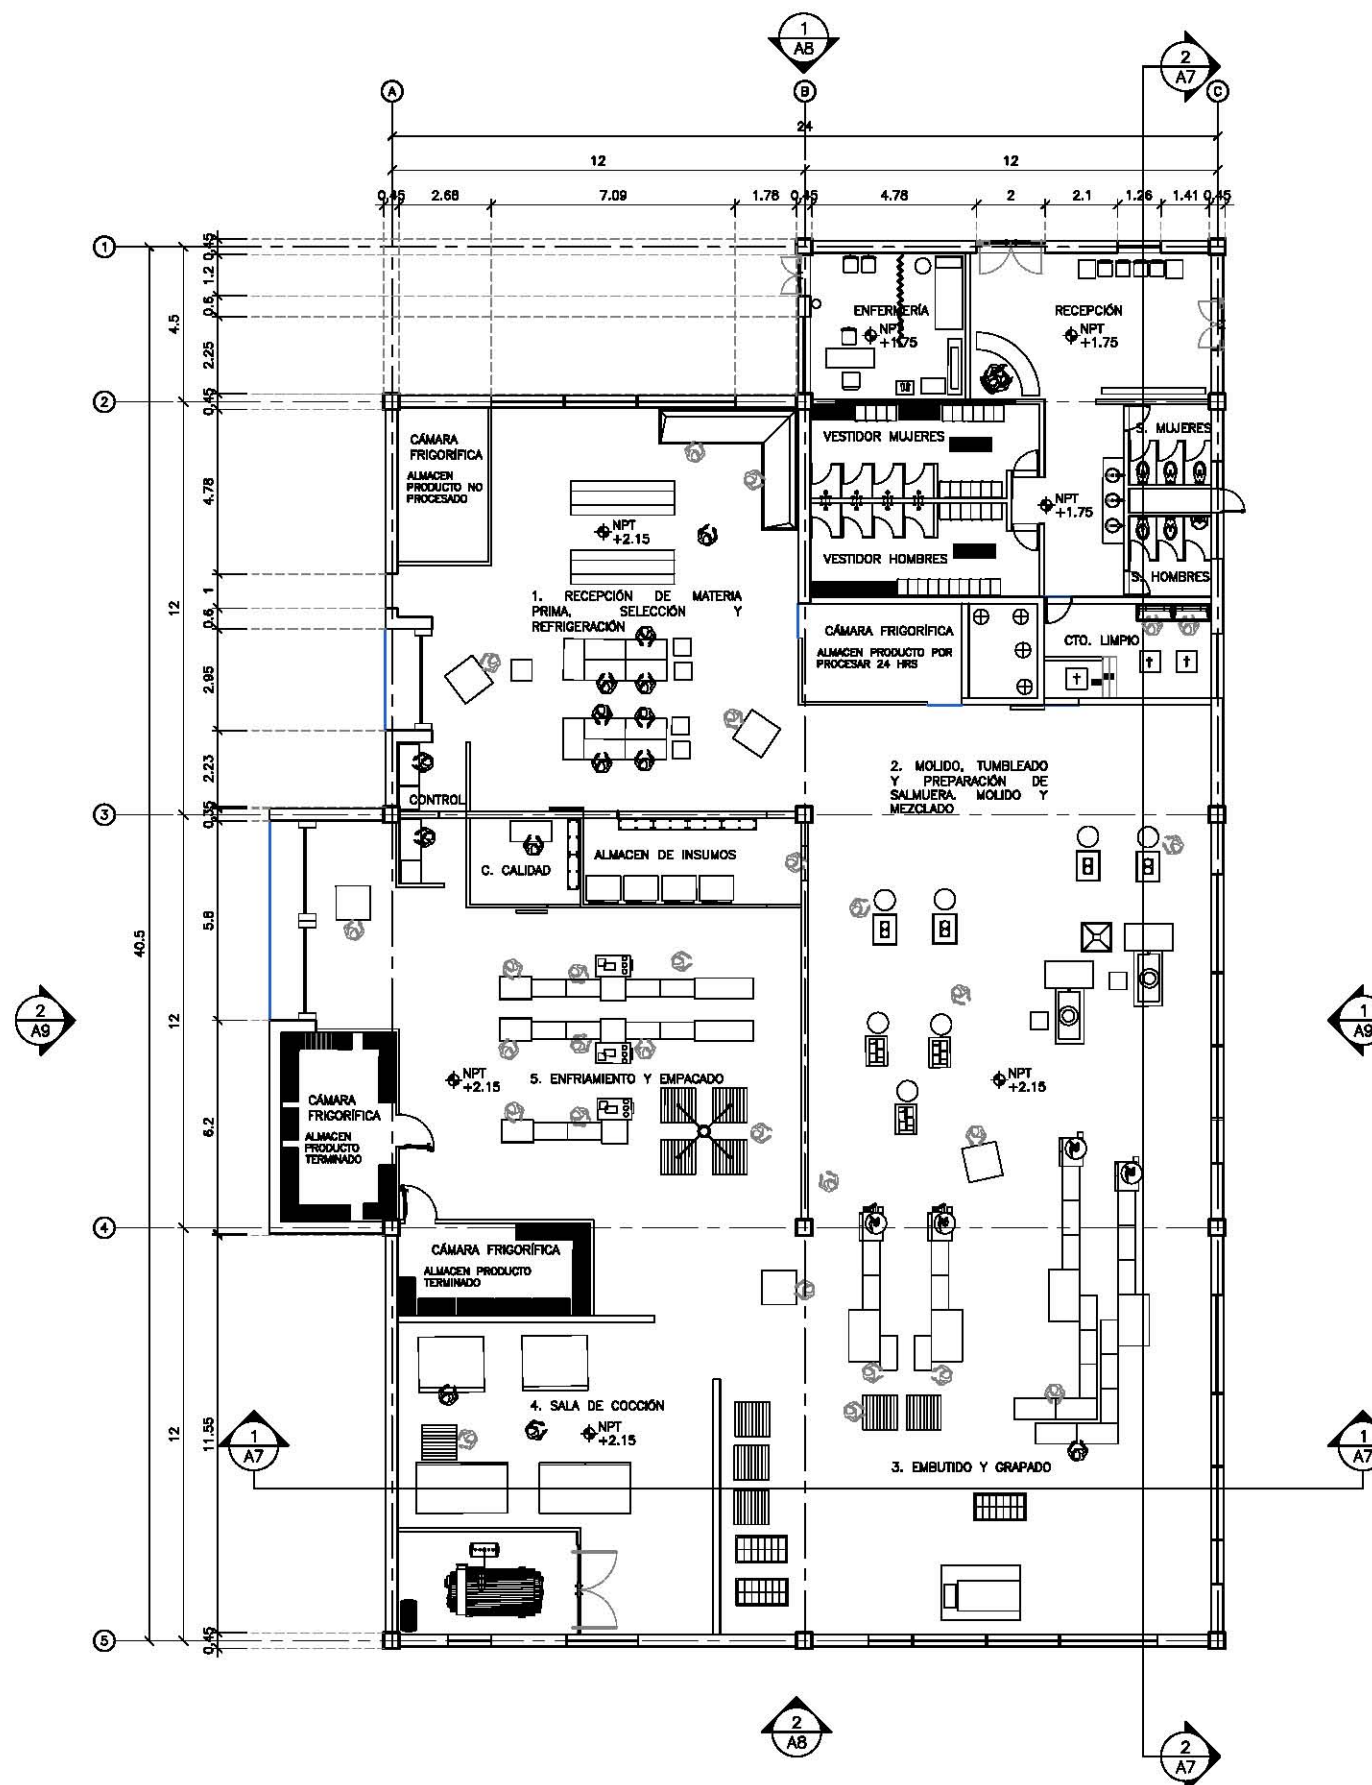 1
A8
2
A7
A
B
C
24
12
12
0.45
2.68
7.09
1.78
0.45
4.78
2
2.1
1.26
1.41
0.45
1
0.45
1.2
0.6
2.25
0.45
4.5
ENFERMERÍA
NPT
+1.75
RECEPCIÓN
NPT
+1.75
2
CÁMARA
FRIGORÍFICA
ALMACEN
PRODUCTO NO
PROCESADO
VESTIDOR MUJERES
S. MUJERES
4.78
NPT
+2.15
NPT
+1.75
VESTIDOR HOMBRES
S. HOMBRES
1. RECEPCIÓN DE MATERIA
PRIMA, SELECCIÓN Y
REFRIGERACIÓN
1
0.6
12
2.95
2.23
CÁMARA FRIGORÍFICA
ALMACEN PRODUCTO POR
PROCESAR 24 HRS
CTO. LIMPIO
2. MOLIDO, TUMBLEADO
Y PREPARACIÓN DE
SALMUERA. MOLIDO Y
MEZCLADO
CONTROL
3
C. CALIDAD
ALMACEN DE INSUMOS
40.5
12
6.2
2
A9
1
A9
NPT
+2.15
5. ENFRIAMIENTO Y EMPACADO
NPT
+2.15
CÁMARA
FRIGORÍFICA
ALMACEN
PRODUCTO
TERMINADO
4
CÁMARA FRIGORÍFICA
ALMACEN PRODUCTO
TERMINADO
12
11.55
4. SALA DE COCCIÓN
NPT
+2.15
1
A7
1
A7
3. EMBUTIDO Y GRAPADO
5
0.45
2
A8
2
A7